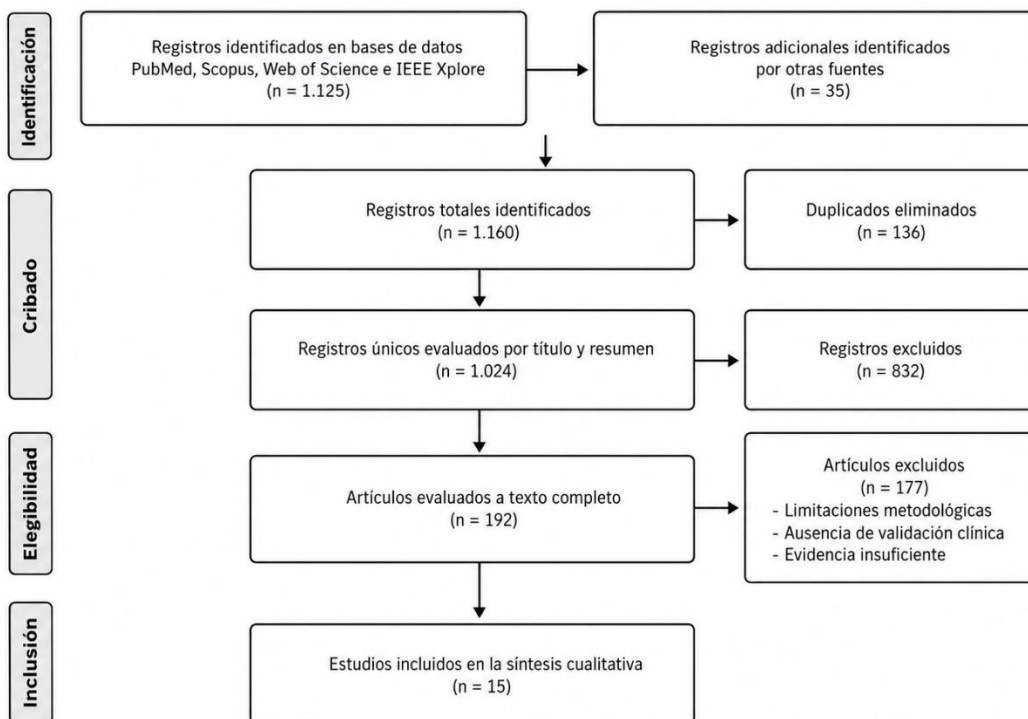 Identificación
Registros identificados en bases de datos
PubMed, Scopus, Web of Science e IEEE Xplore
(n = 1.125)
Registros adicionales identificados
por otras fuentes
(n = 35)
Cribado
Registros totales identificados
(n = 1.160)
Duplicados eliminados
(n = 136)
Registros únicos evaluados por título y resumen
(n = 1.024)
Registros excluidos
(n = 832)
Elegibilidad
Artículos evaluados a texto completo
(n = 192)
Artículos excluidos
(n = 177)
- Limitaciones metodológicas
- Ausencia de validación clínica
- Evidencia insuficiente
Inclusión
Estudios incluidos en la síntesis cualitativa
(n = 15)